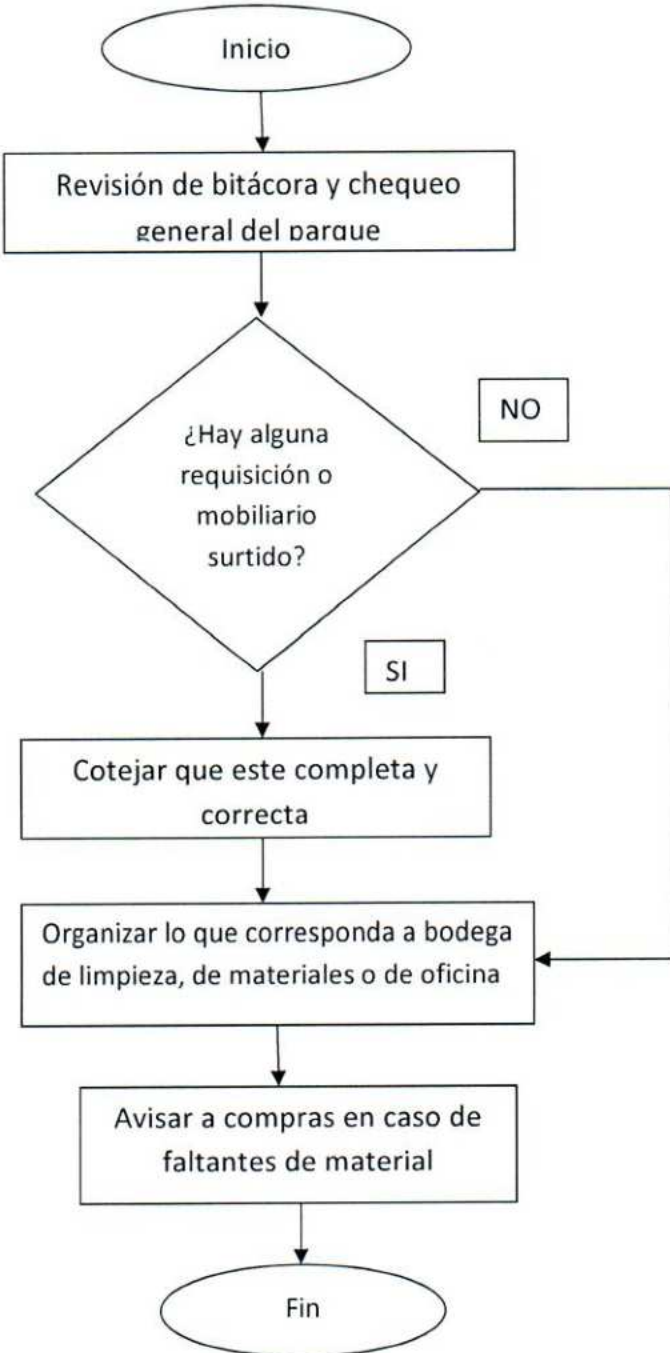 Inicio
Revisión de bitácora y chequeo
general del parque
¿Hay alguna
requisición o
mobiliario
surtido?
NO
SI
Cotejar que este completa y
correcta
Organizar lo que corresponda a bodega
de limpieza, de materiales o de oficina
Avisar a compras en caso de
faltantes de material
Fin